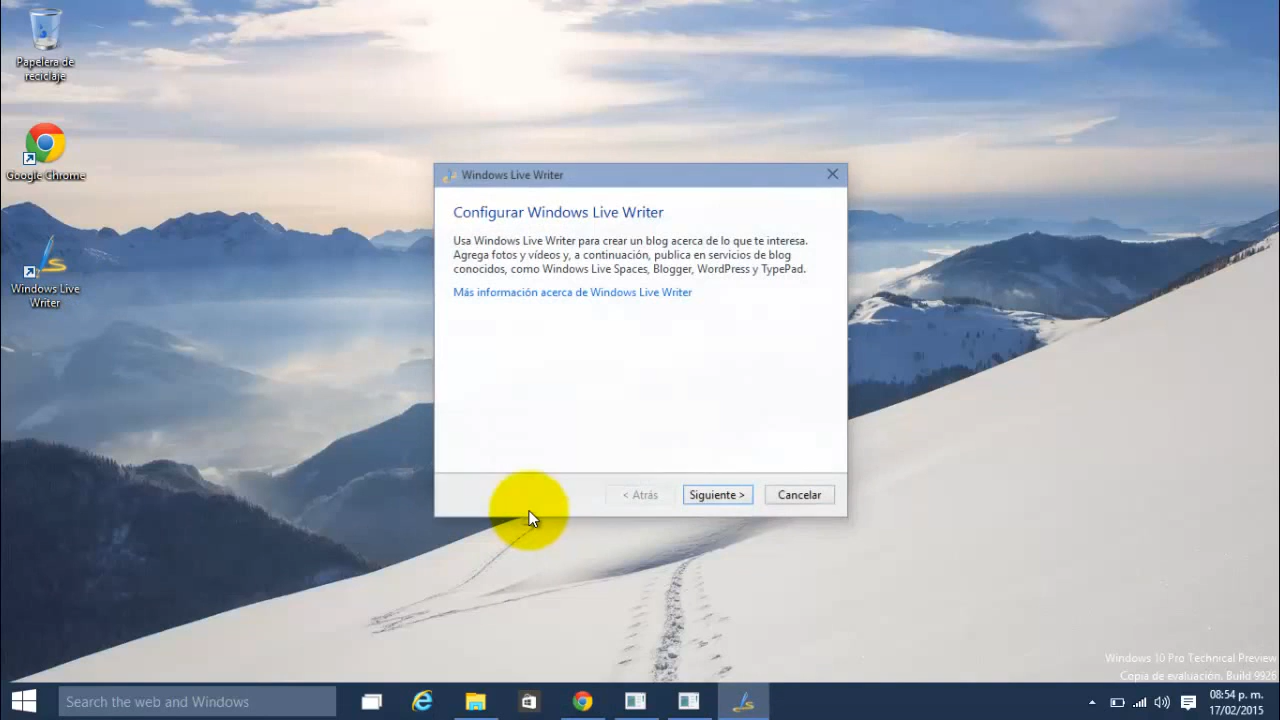 Papelera de
reciclaje
Google Chrome
Windows Live
Writer
Windows Live Writer
Configurar Windows Live Writer
Usa Windows Live Writer para crear un blog acerca de lo que te interesa.
Agrega fotos y vídeos y, a continuación, publica en servicios de blog
conocidos, como Windows Live Spaces, Blogger, WordPress y TypePad.
Más información acerca de Windows Live Writer
< Atrás
Siguiente >
Cancelar
Windows 10 Pro Technical Preview
Copia de evaluación. Build 9926
Search the web and Windows
08:54 p. m.
17/02/2015